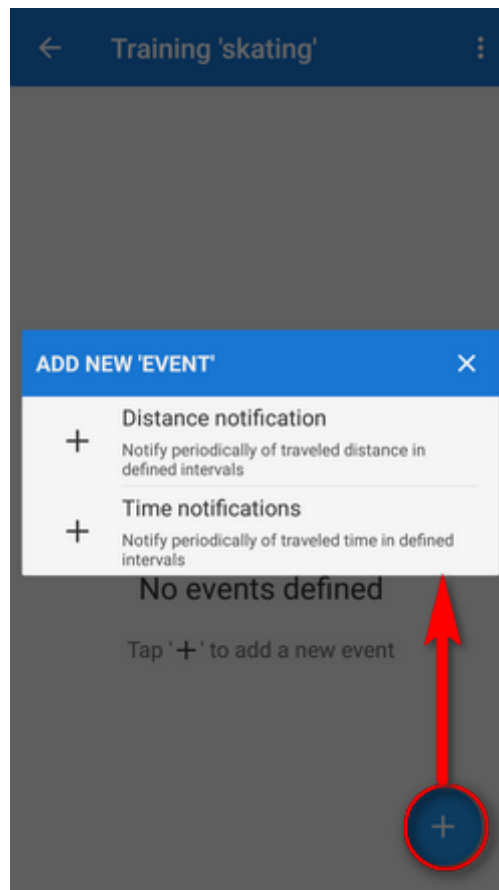 Training 'skating'
ADD NEW 'EVENT'
Distance notification
Notify periodically of traveled distance in
defined intervals
Time notifications
Notify periodically of traveled time in defined
intervals
No events defined
Tap '+' to add a new event